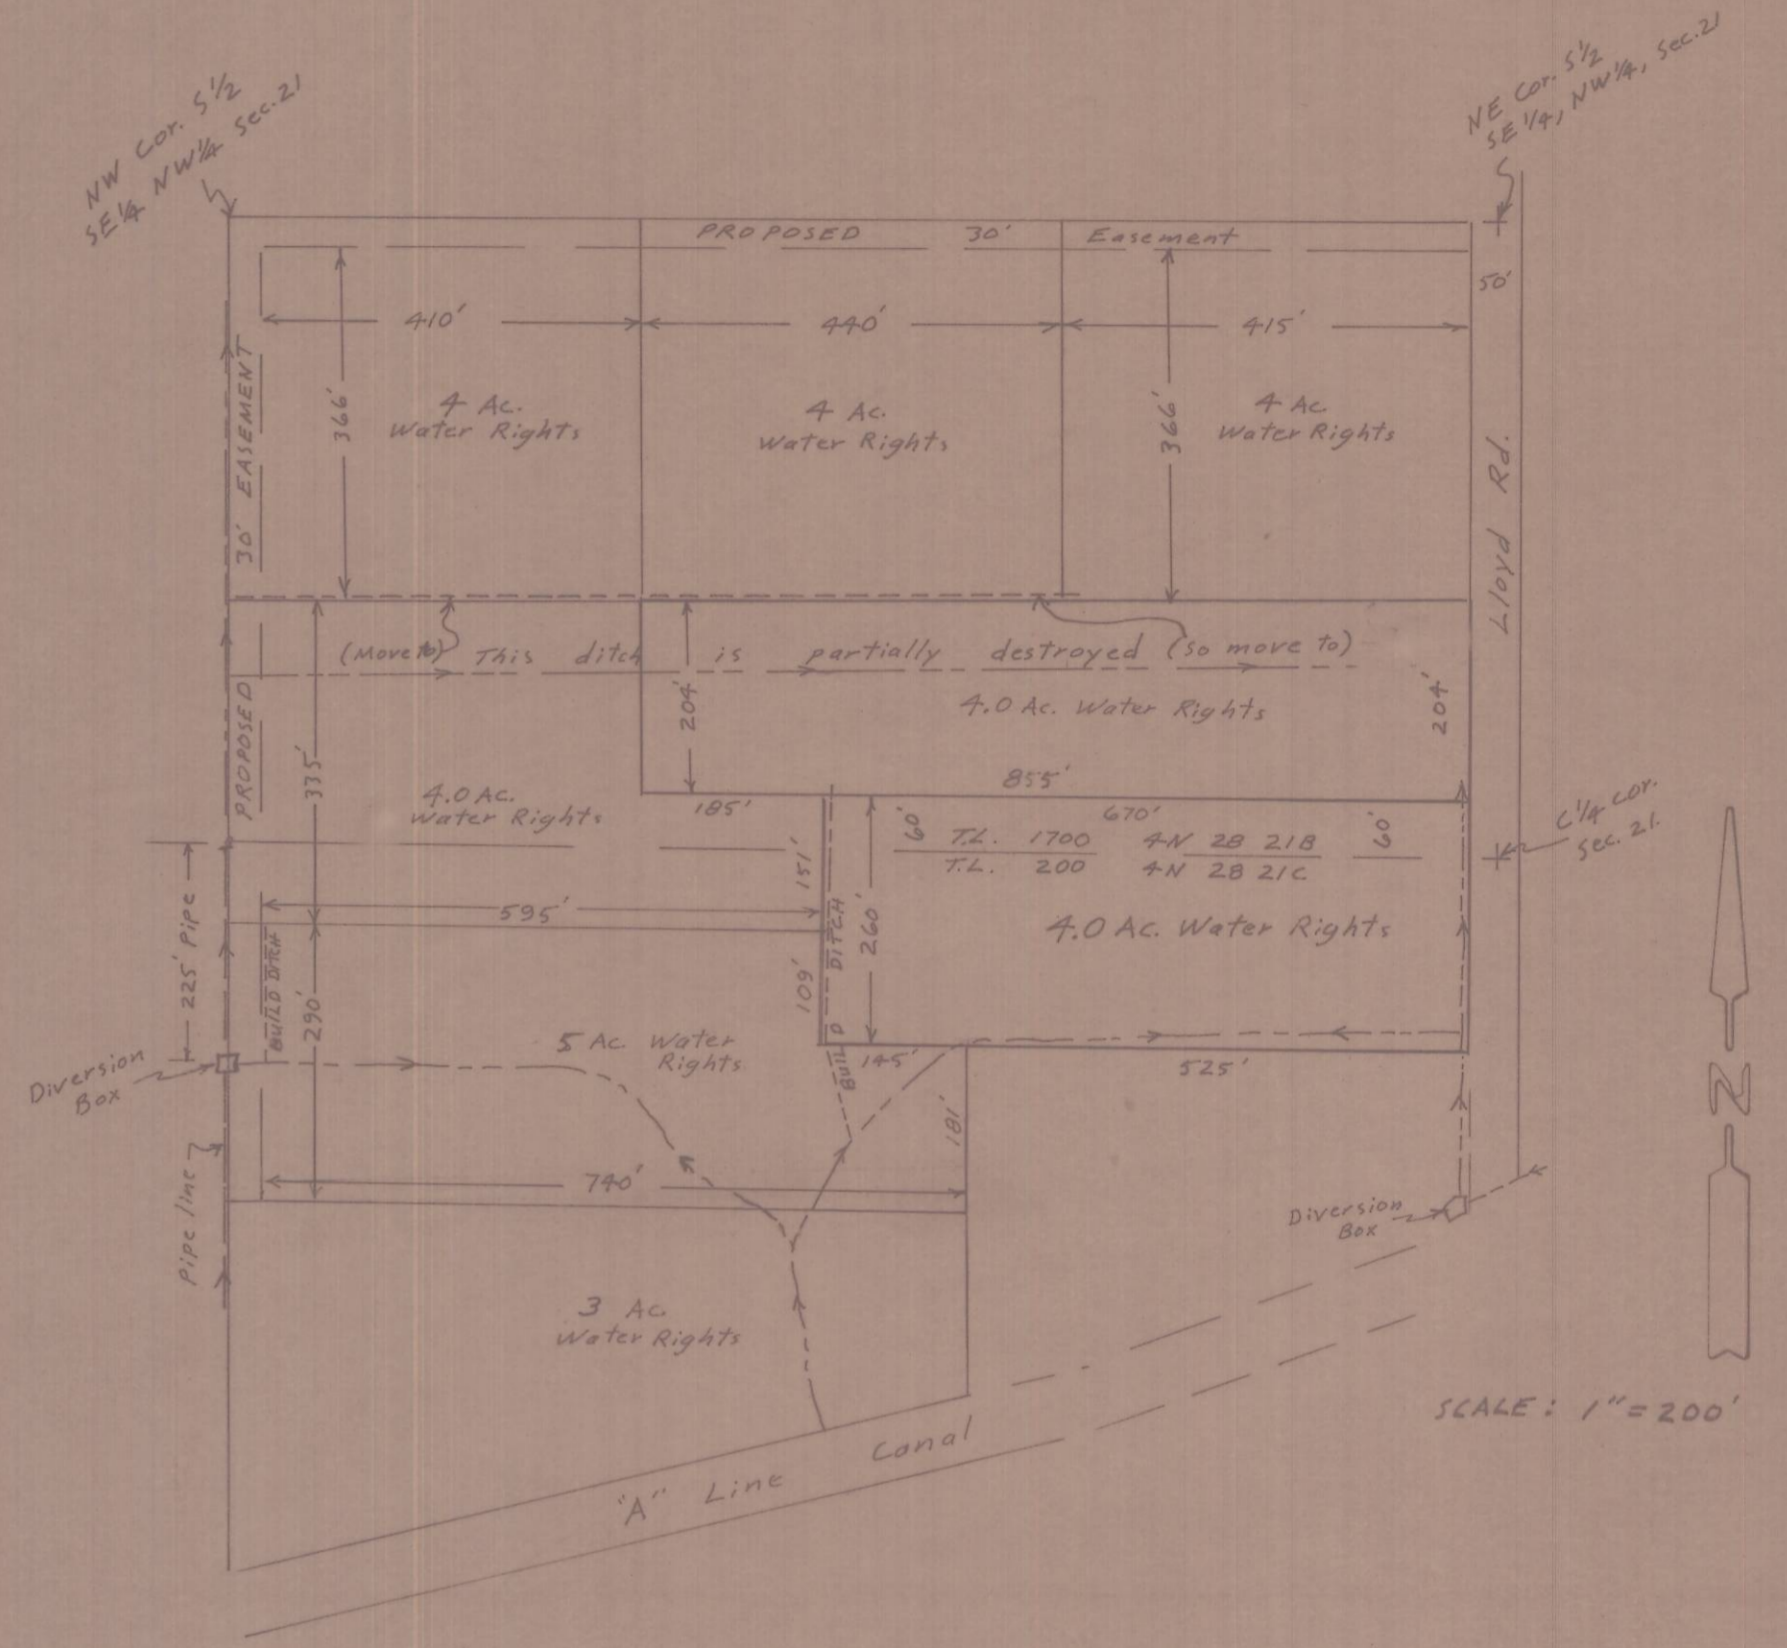 NW Cor. S½
SE¼ NW¼ Sec. 21
NE Cor. S½
SE ¼, NW¼, Sec. 21
PROPOSED 30' Easement
50'
410'
440'
415'
30' EASEMENT
366'
4 Ac.
Water Rights
4 Ac.
Water Rights
366'
4 Ac.
Water Rights
Lloyd Rd.
(Move to) This ditch is partially destroyed (so move to)
PROPOSED
335'
204'
4.0 Ac. Water Rights
204'
4.0 Ac.
Water Rights
855'
185'
670'
60'
T.L. 1700 4N 28 21B
T.L. 200 4N 28 21C
60'
C¼ Cor.
Sec. 21.
151'
225' Pipe
595'
BUILD DITCH
290'
109'
BUILD DITCH
260'
4.0 Ac. Water Rights
5 Ac. Water
Rights
145'
525'
Diversion
Box
181'
740'
Pipe line
Diversion
Box
3 Ac.
Water Rights
"A" Line Canal
N
SCALE: 1"=200'